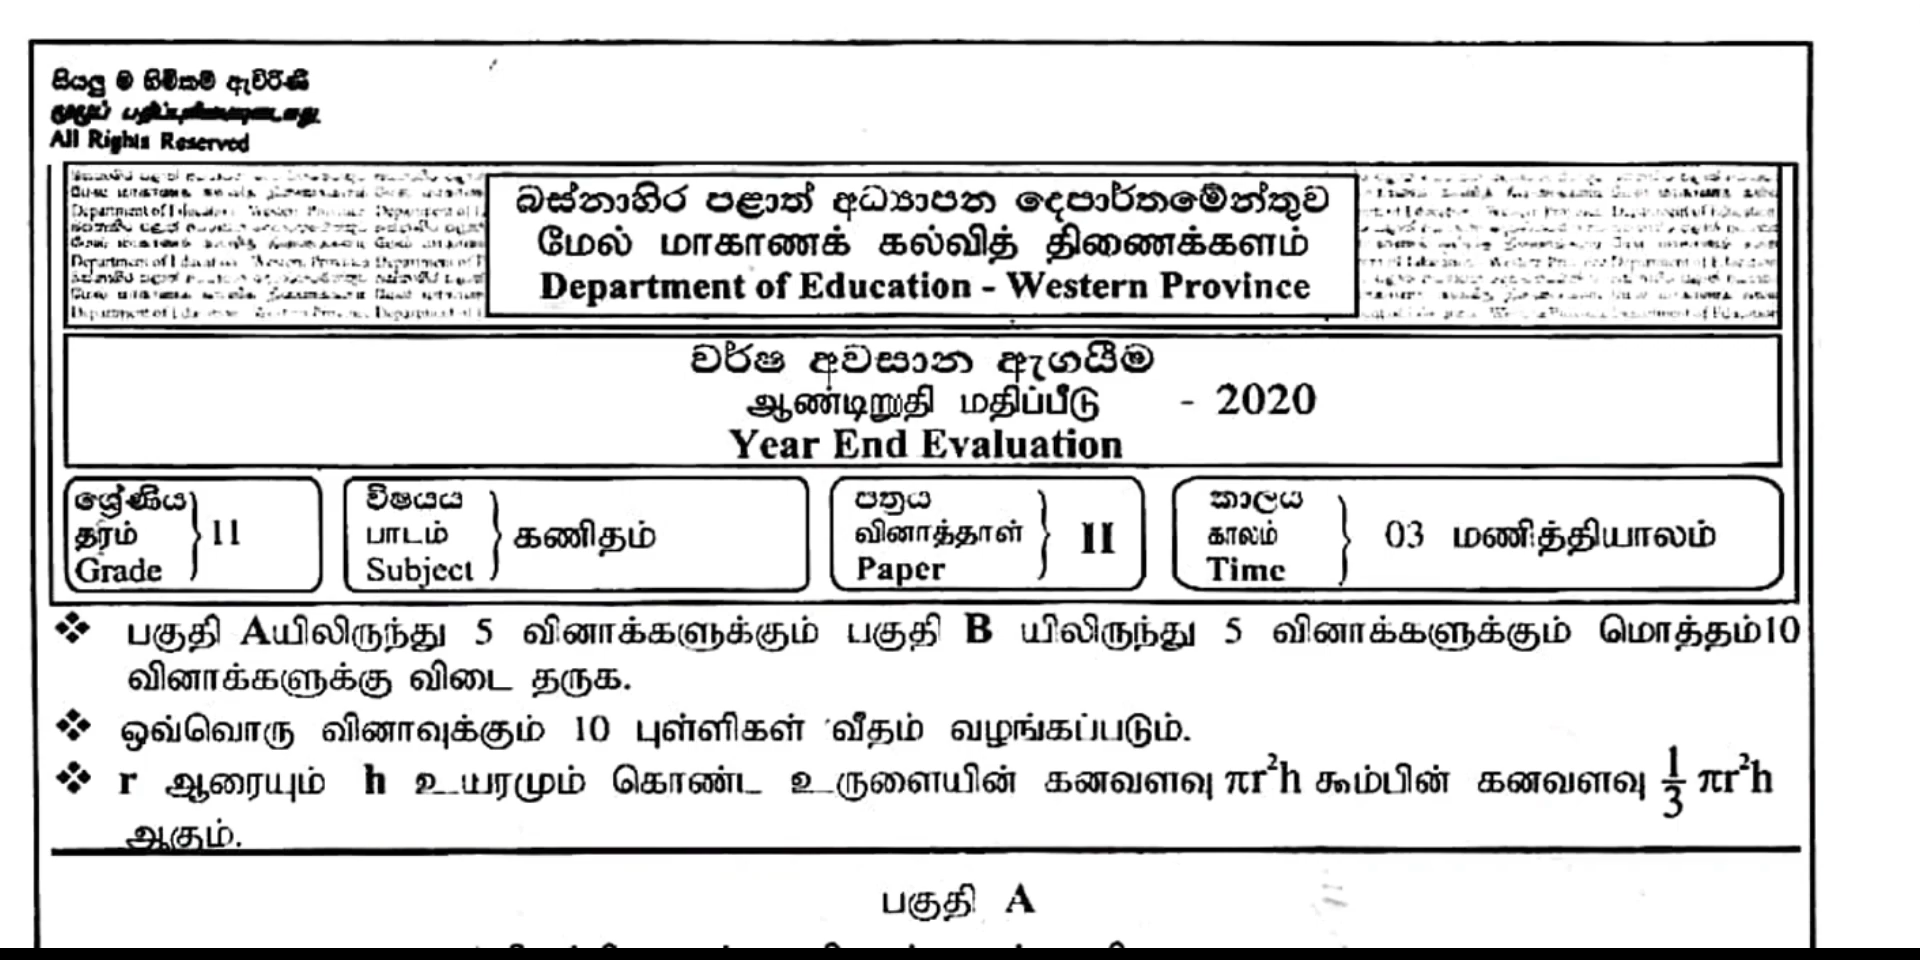 සියලු ම හිමිකම් ඇවිරිණි
All Rights Reserved
බස්නාහිර පළාත් අධ්‍යාපන දෙපාර්තමේන්තුව
மேல் மாகாணக் கல்வித் திணைக்களம்
Department of Education - Western Province
වර්ෂ අවසාන ඇගයීම
ஆண்டிறுதி மதிப்பீடு - 2020
Year End Evaluation
ශ්‍රේණිය
தரம் 11
Grade
විෂයය
பாடம் கணிதம்
Subject
පත්‍රය
வினாத்தாள் II
Paper
කාලය
காலம் 03 மணித்தியாலம்
Time
❖ பகுதி Aயிலிருந்து 5 வினாக்களுக்கும் பகுதி B யிலிருந்து 5 வினாக்களுக்கும் மொத்தம்10
வினாக்களுக்கு விடை தருக.
❖ ஒவ்வொரு வினாவுக்கும் 10 புள்ளிகள் வீதம் வழங்கப்படும்.
❖ r ஆரையும் h உயரமும் கொண்ட உருளையின் கனவளவு πr²h கூம்பின் கனவளவு 1/3 πr²h
ஆகும்.
பகுதி A